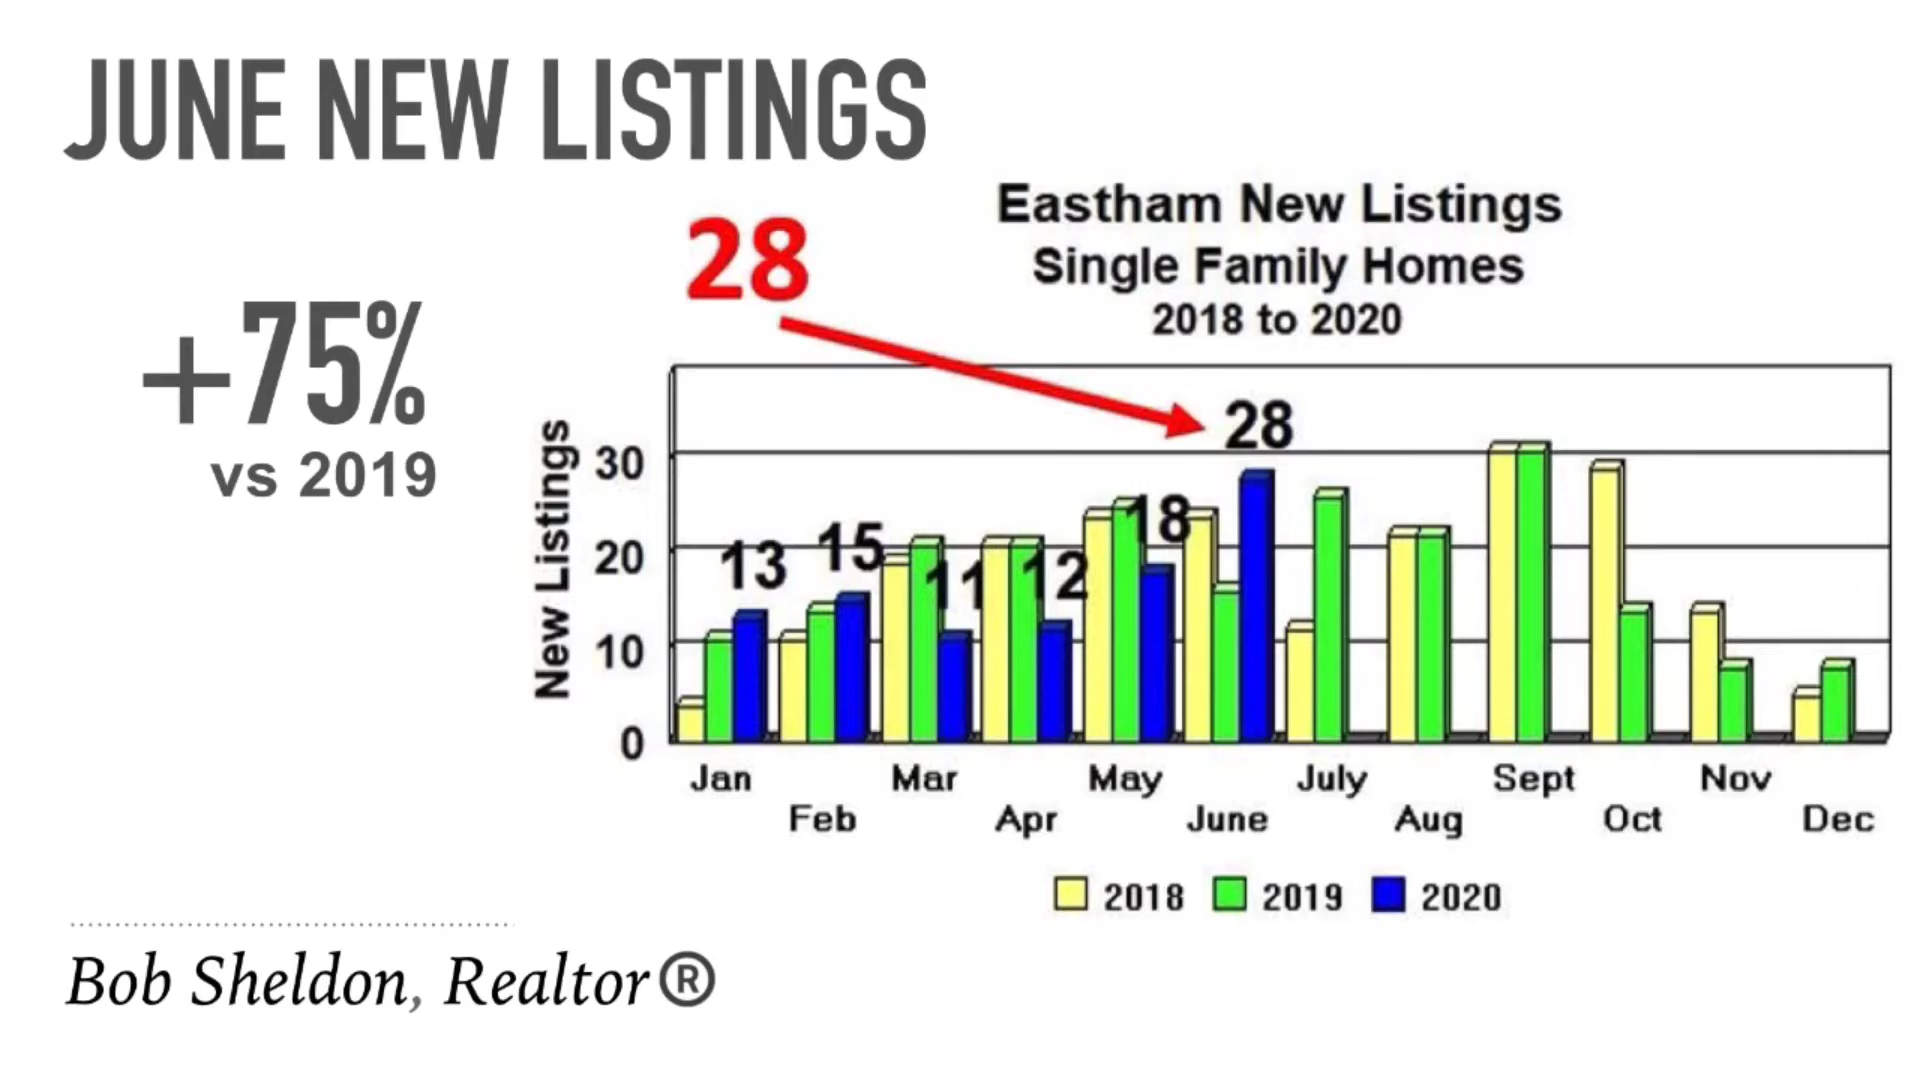 JUNE NEW LISTINGS
+75%
vs 2019
28
Eastham New Listings
Single Family Homes
2018 to 2020
New Listings
30
20
10
0
13
15
11
12
18
28
Jan
Feb
Mar
Apr
May
June
July
Aug
Sept
Oct
Nov
Dec
2018 2019 2020
Bob Sheldon, Realtor®